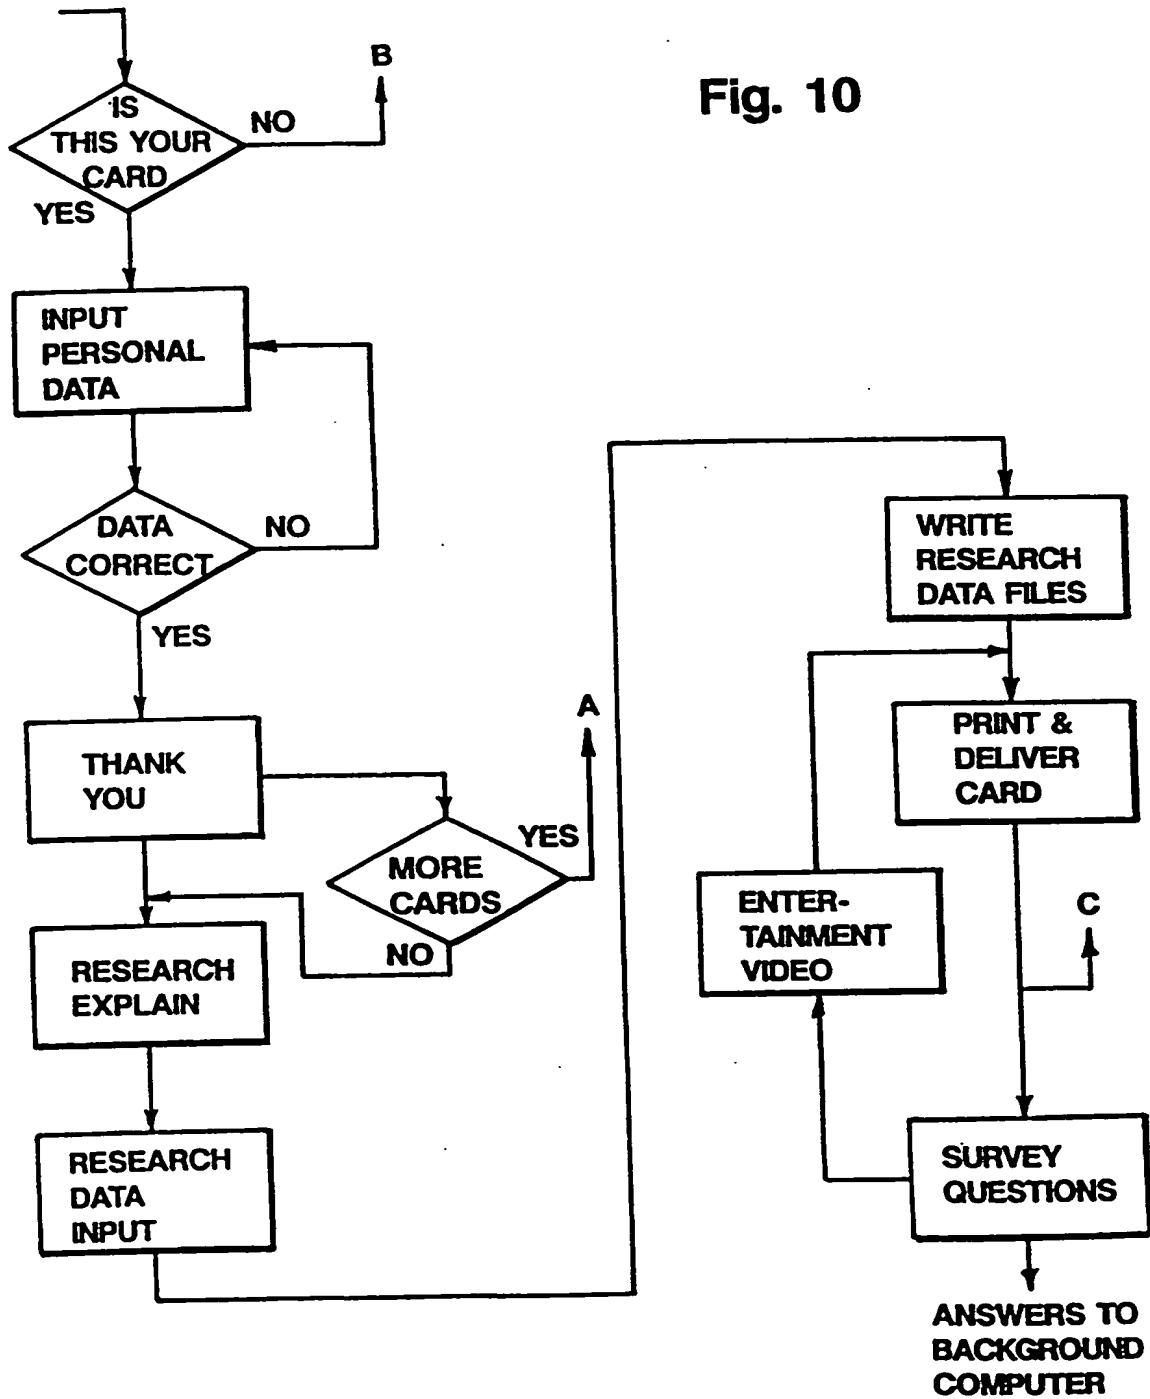 Fig. 10
B
IS
THIS YOUR
CARD
NO
YES
INPUT
PERSONAL
DATA
DATA
CORRECT
NO
YES
THANK
YOU
A
MORE
CARDS
YES
NO
RESEARCH
EXPLAIN
RESEARCH
DATA
INPUT
WRITE
RESEARCH
DATA FILES
PRINT &
DELIVER
CARD
ENTER-
TAINMENT
VIDEO
C
SURVEY
QUESTIONS
ANSWERS TO
BACKGROUND
COMPUTER